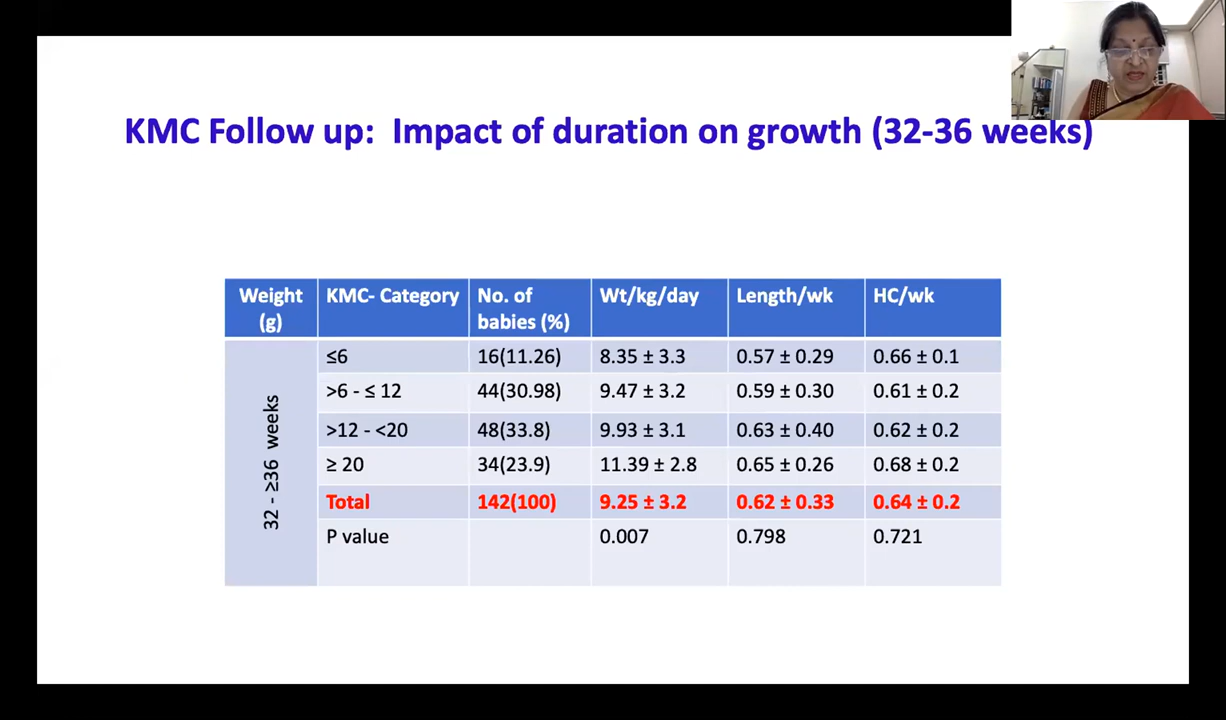 KMC Follow up: Impact of duration on growth (32-36 weeks)
Weight (g) KMC- Category No. of babies (%) Wt/kg/day Length/wk HC/wk
32 - ≥36 weeks
≤6 16(11.26) 8.35 ± 3.3 0.57 ± 0.29 0.66 ± 0.1
>6 - ≤ 12 44(30.98) 9.47 ± 3.2 0.59 ± 0.30 0.61 ± 0.2
>12 - <20 48(33.8) 9.93 ± 3.1 0.63 ± 0.40 0.62 ± 0.2
≥ 20 34(23.9) 11.39 ± 2.8 0.65 ± 0.26 0.68 ± 0.2
Total 142(100) 9.25 ± 3.2 0.62 ± 0.33 0.64 ± 0.2
P value 0.007 0.798 0.721